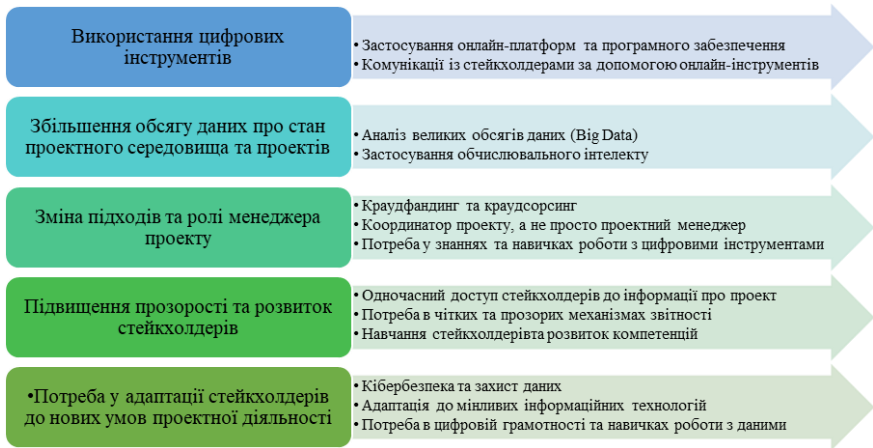 Використання цифрових
інструментів
• Застосування онлайн-платформ та програмного забезпечення
• Комунікації із стейкхолдерами за допомогою онлайн-інструментів
Збільшення обсягу даних про стан
проектного середовища та проектів
• Аналіз великих обсягів даних (Big Data)
• Застосування обчислювального інтелекту
Зміна підходів та ролі менеджера
проекту
• Краудфандинг та краудсорсинг
• Координатор проекту, а не просто проектний менеджер
• Потреба у знаннях та навичках роботи з цифровими інструментами
Підвищення прозорості та розвиток
стейкхолдерів
• Одночасний доступ стейкхолдерів до інформації про проект
• Потреба в чітких та прозорих механізмах звітності
• Навчання стейкхолдерівта розвиток компетенцій
•Потреба у адаптації стейкхолдерів
до нових умов проектної діяльності
• Кібербезпека та захист даних
• Адаптація до мінливих інформаційних технологій
• Потреба в цифровій грамотності та навичках роботи з даними